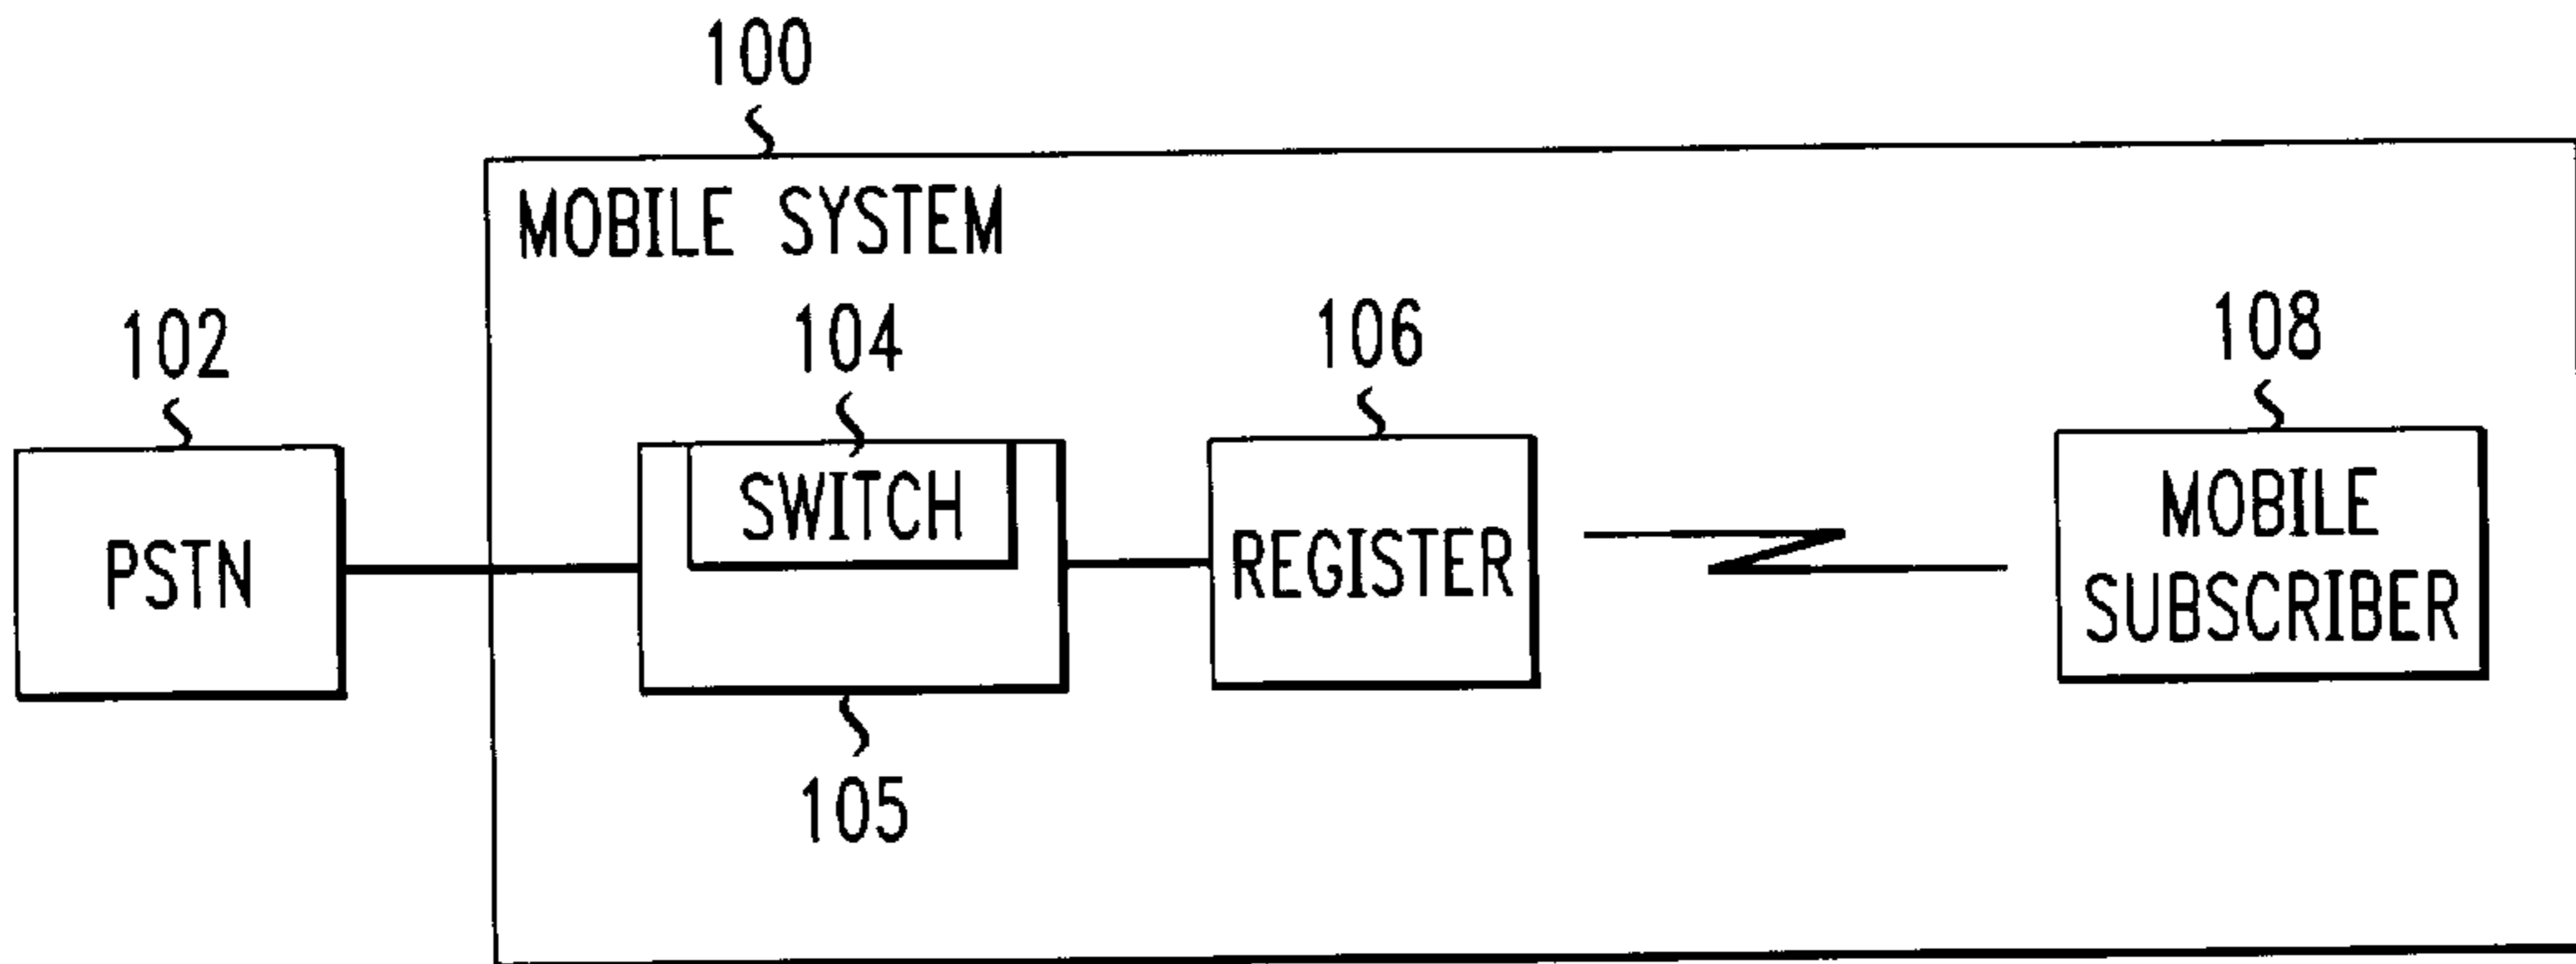 100
MOBILE SYSTEM
102
104
106
108
PSTN
SWITCH
REGISTER
MOBILE
SUBSCRIBER
105